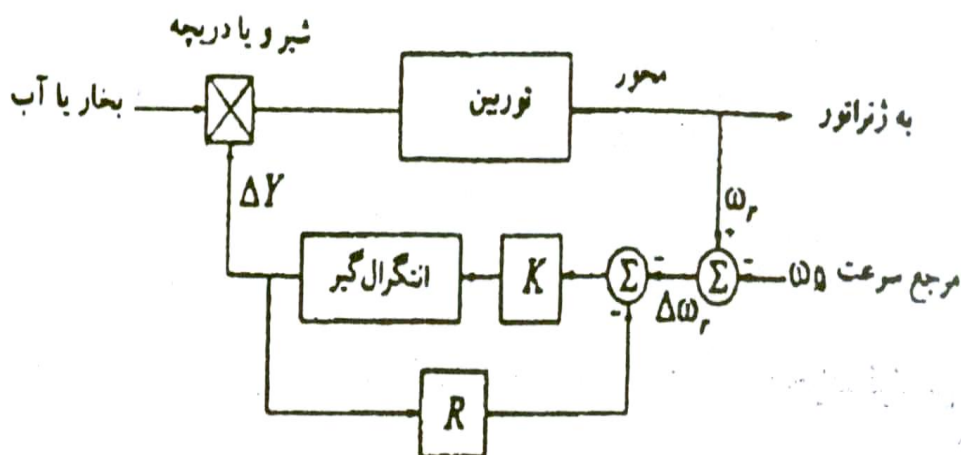 شیر و یا دریچه
بخار یا آب
توربین
محور
به ژنراتور
ΔY
ω_r
انتگرال‌گیر
K
Σ
Σ
مرجع سرعت ω₀
Δω_r
R